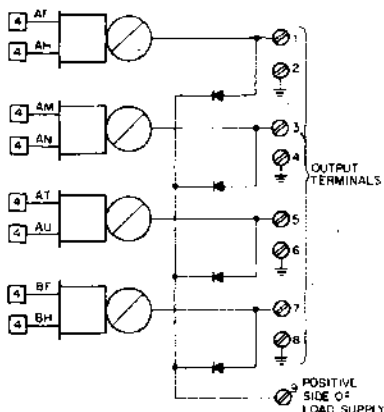 4 AF
4 AH
1
2
4 AM
4 AN
3
4
OUTPUT
TERMINALS
4 AT
4 AU
5
6
4 BF
4 BH
7
8
9 POSITIVE
SIDE OF
LOAD SUPPLY